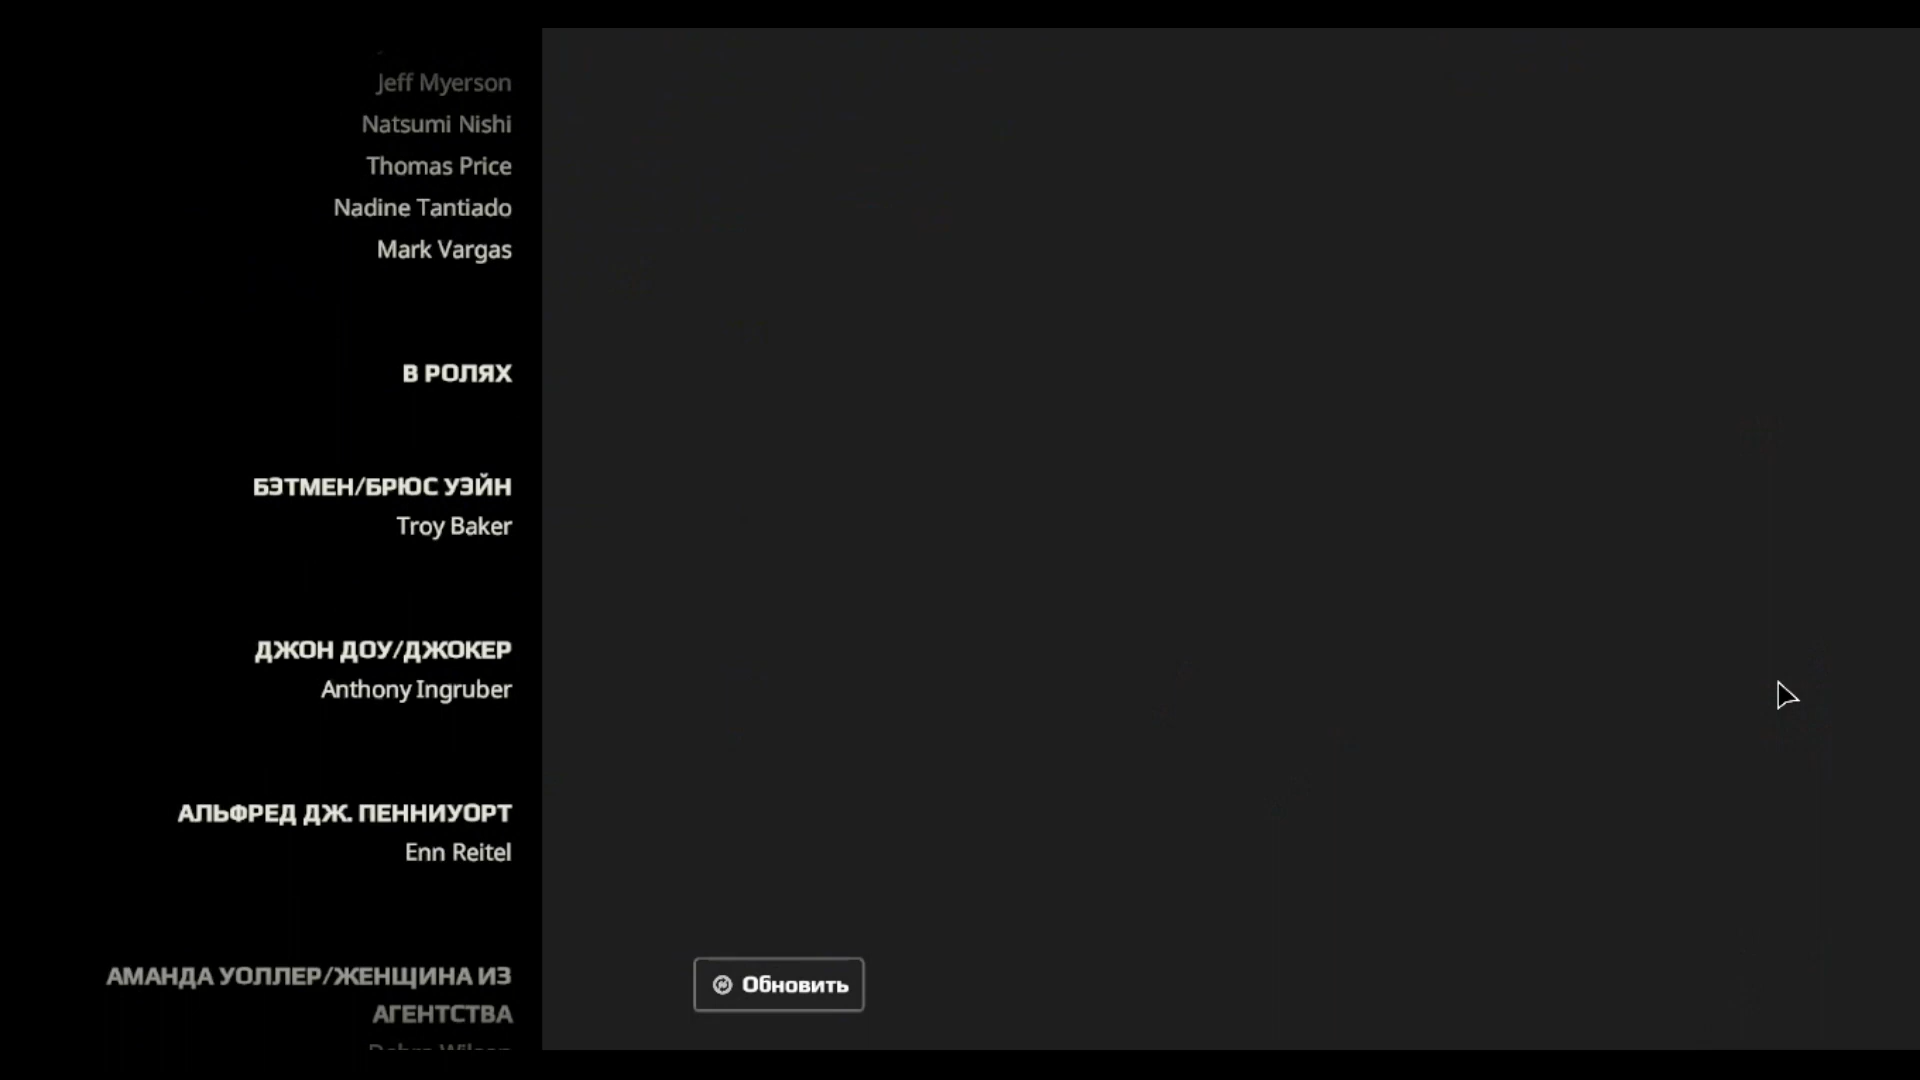 Jeff Myerson
Natsumi Nishi
Thomas Price
Nadine Tantiado
Mark Vargas
В РОЛЯХ
БЭТМЕН/БРЮС УЭЙН
Troy Baker
ДЖОН ДОУ/ДЖОКЕР
Anthony Ingruber
АЛЬФРЕД ДЖ. ПЕННИУОРТ
Enn Reitel
АМАНДА УОЛЛЕР/ЖЕНЩИНА ИЗ
АГЕНТСТВА
Обновить